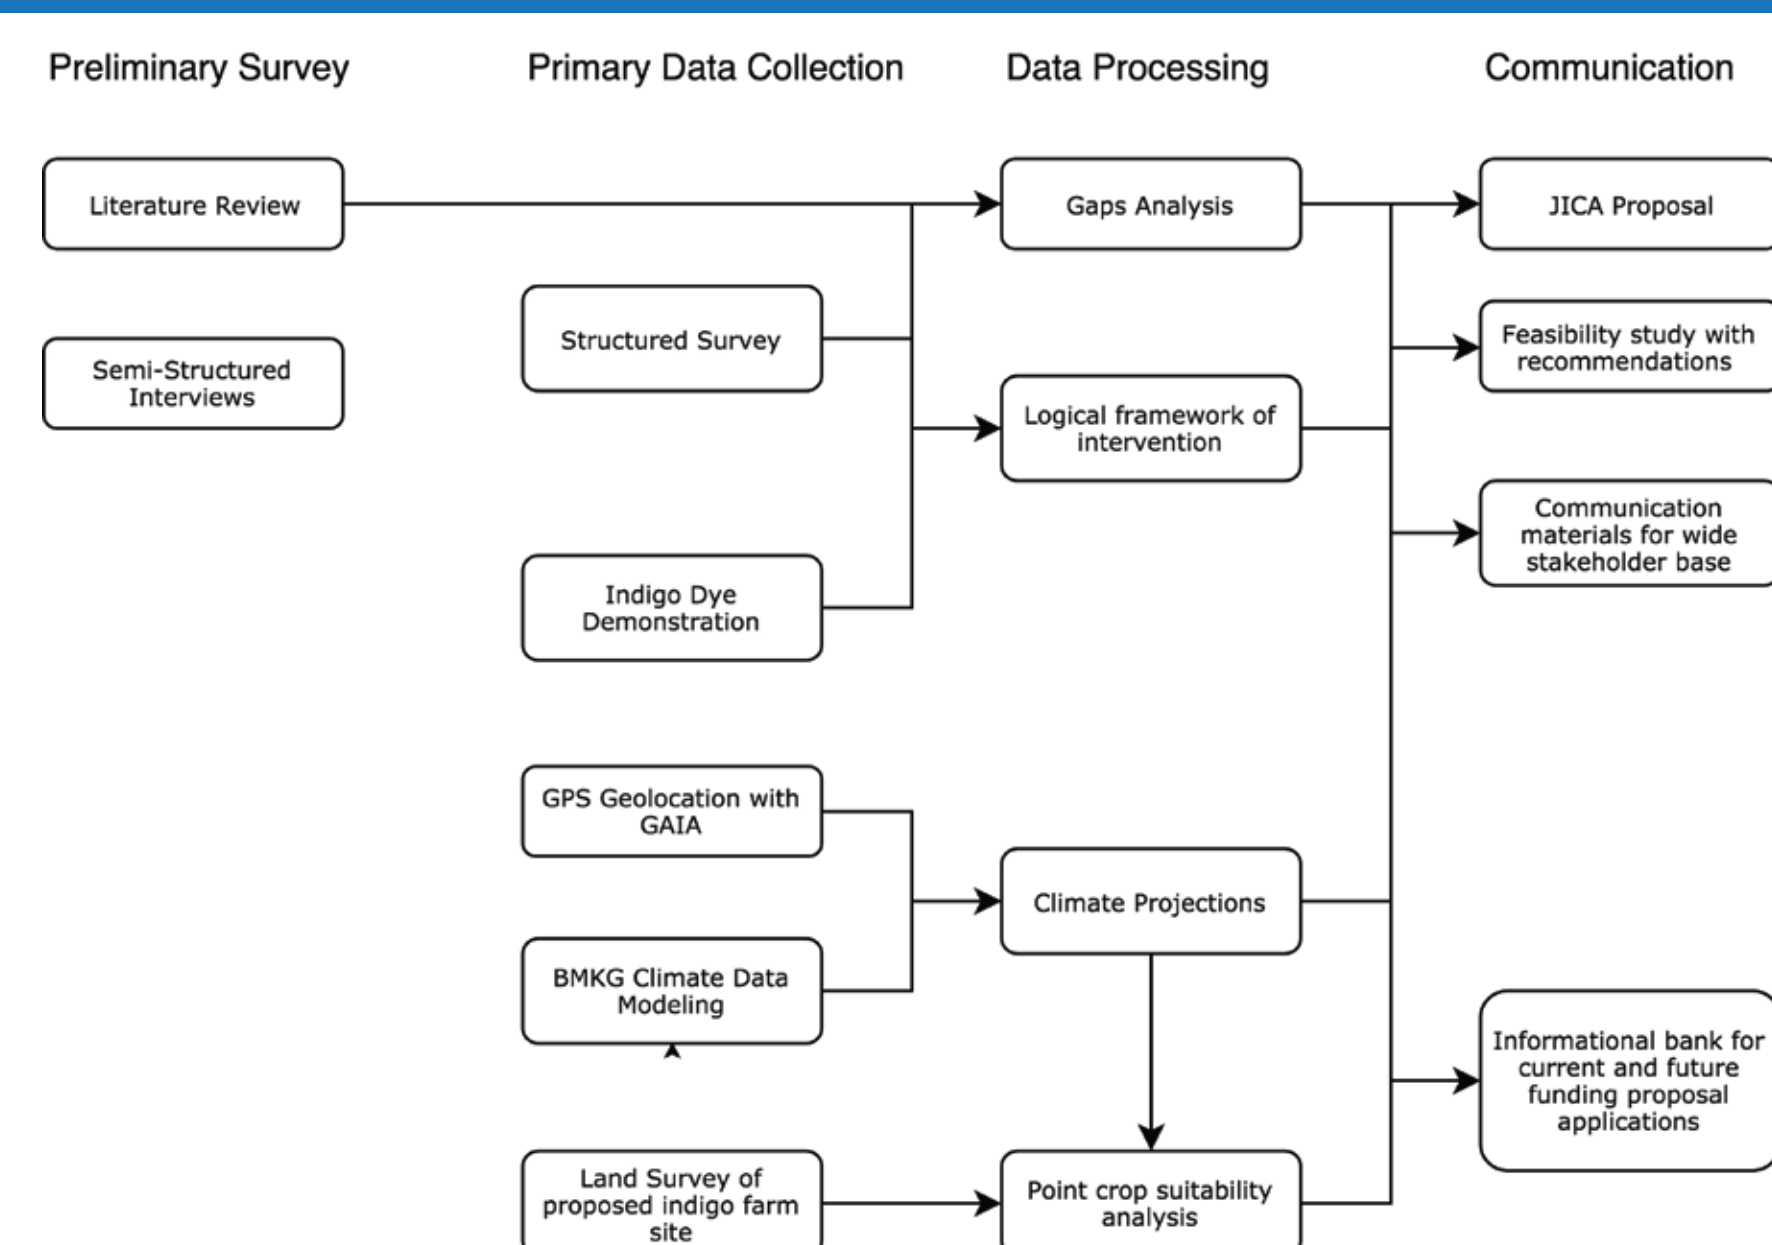 Preliminary Survey
Primary Data Collection
Data Processing
Communication
Literature Review
Gaps Analysis
JICA Proposal
Structured Survey
Feasibility study with
recommendations
Semi-Structured
Interviews
Logical framework of
intervention
Communication
materials for wide
stakeholder base
Indigo Dye
Demonstration
GPS Geolocation with
GAIA
Climate Projections
BMKG Climate Data
Modeling
Informational bank for
current and future
funding proposal
applications
Land Survey of
proposed indigo farm
site
Point crop suitability
analysis